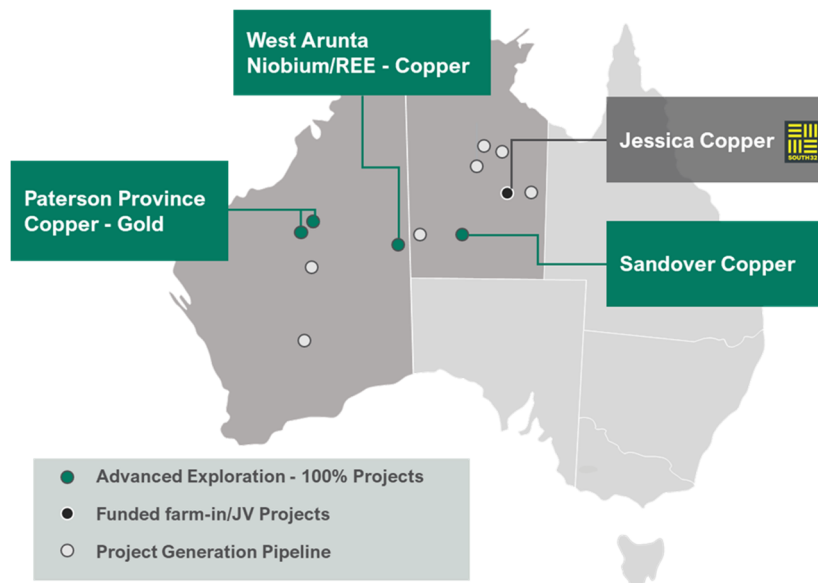 West Arunta
Niobium/REE - Copper
Jessica Copper
SOUTH32
Paterson Province
Copper - Gold
Sandover Copper
Advanced Exploration - 100% Projects
Funded farm-in/JV Projects
Project Generation Pipeline